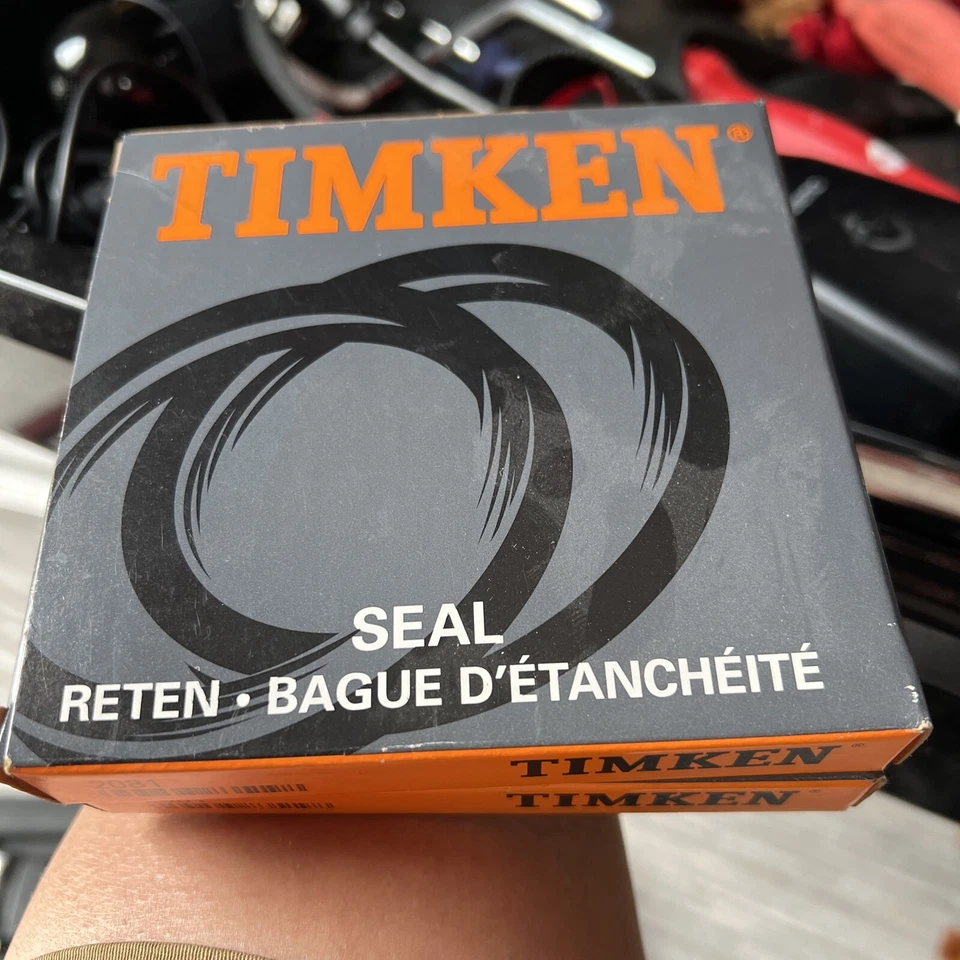 TIMKEN®
SEAL
RETEN • BAGUE D'ÉTANCHÉITÉ
TIMKEN®
TIMKEN